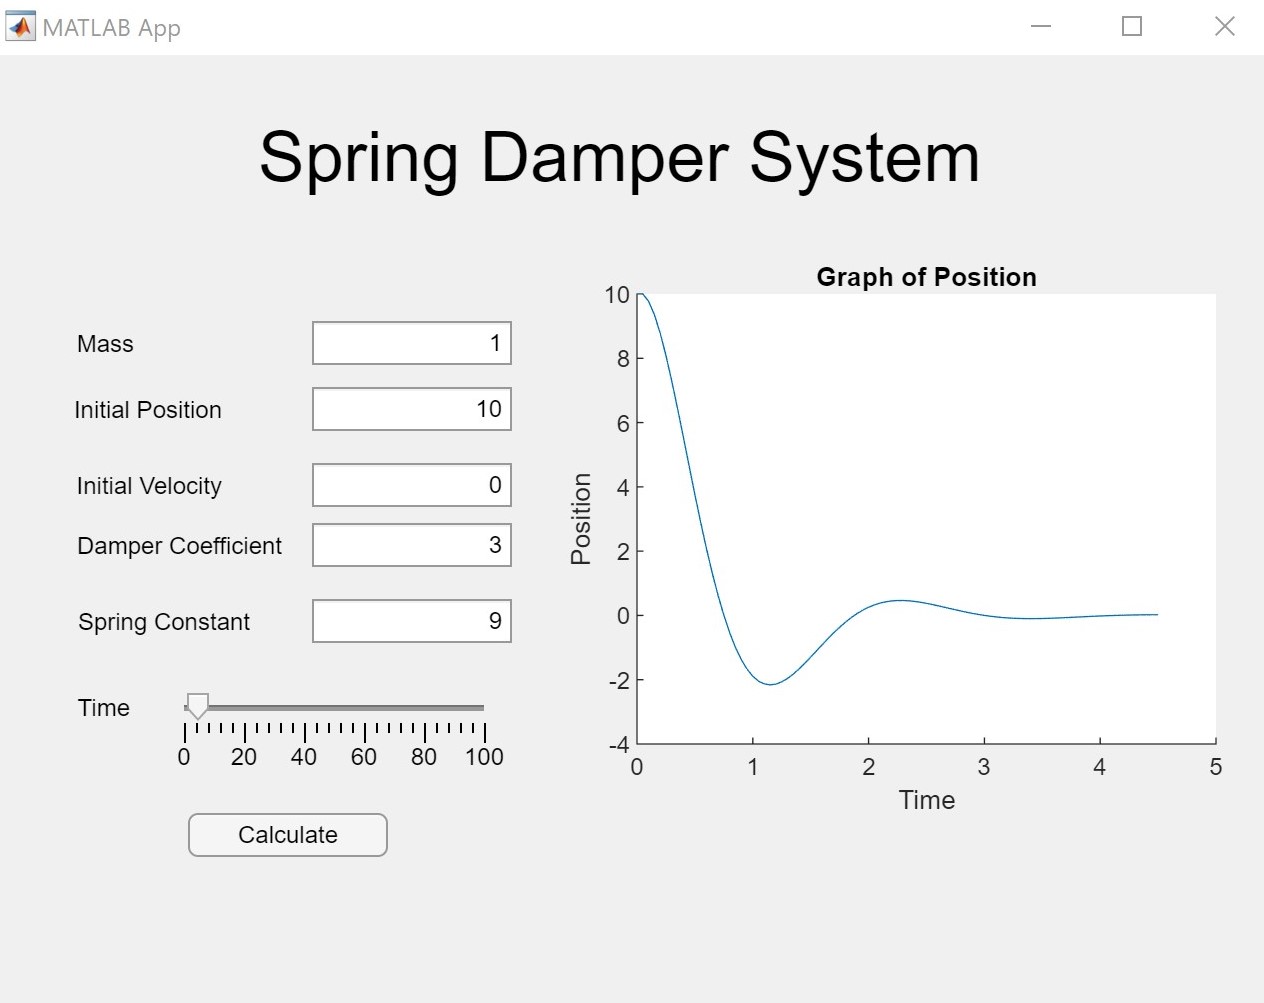 MATLAB App
Spring Damper System
Mass 1
Initial Position 10
Initial Velocity 0
Damper Coefficient 3
Spring Constant 9
Time
0 20 40 60 80 100
Calculate
Graph of Position
Position
10
8
6
4
2
0
-2
-4
0 1 2 3 4 5
Time